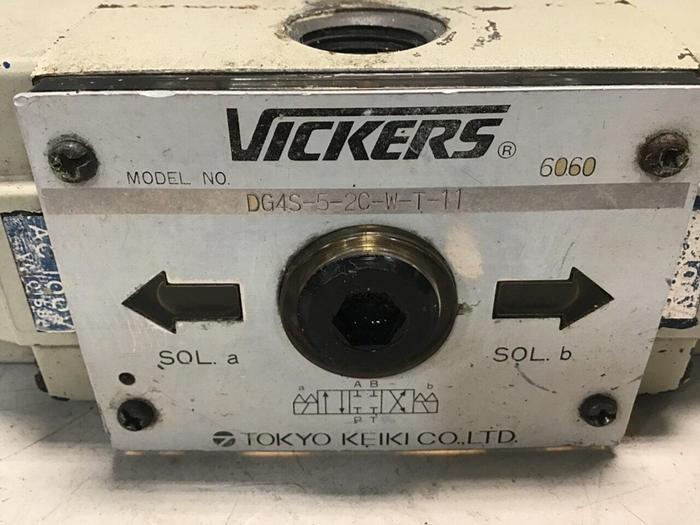 VICKERS ®
MODEL NO. 6060
DG4S-5-2C-W-T-11
SOL. a SOL. b
A B
a b
P T
TOKYO KEIKI CO.,LTD.